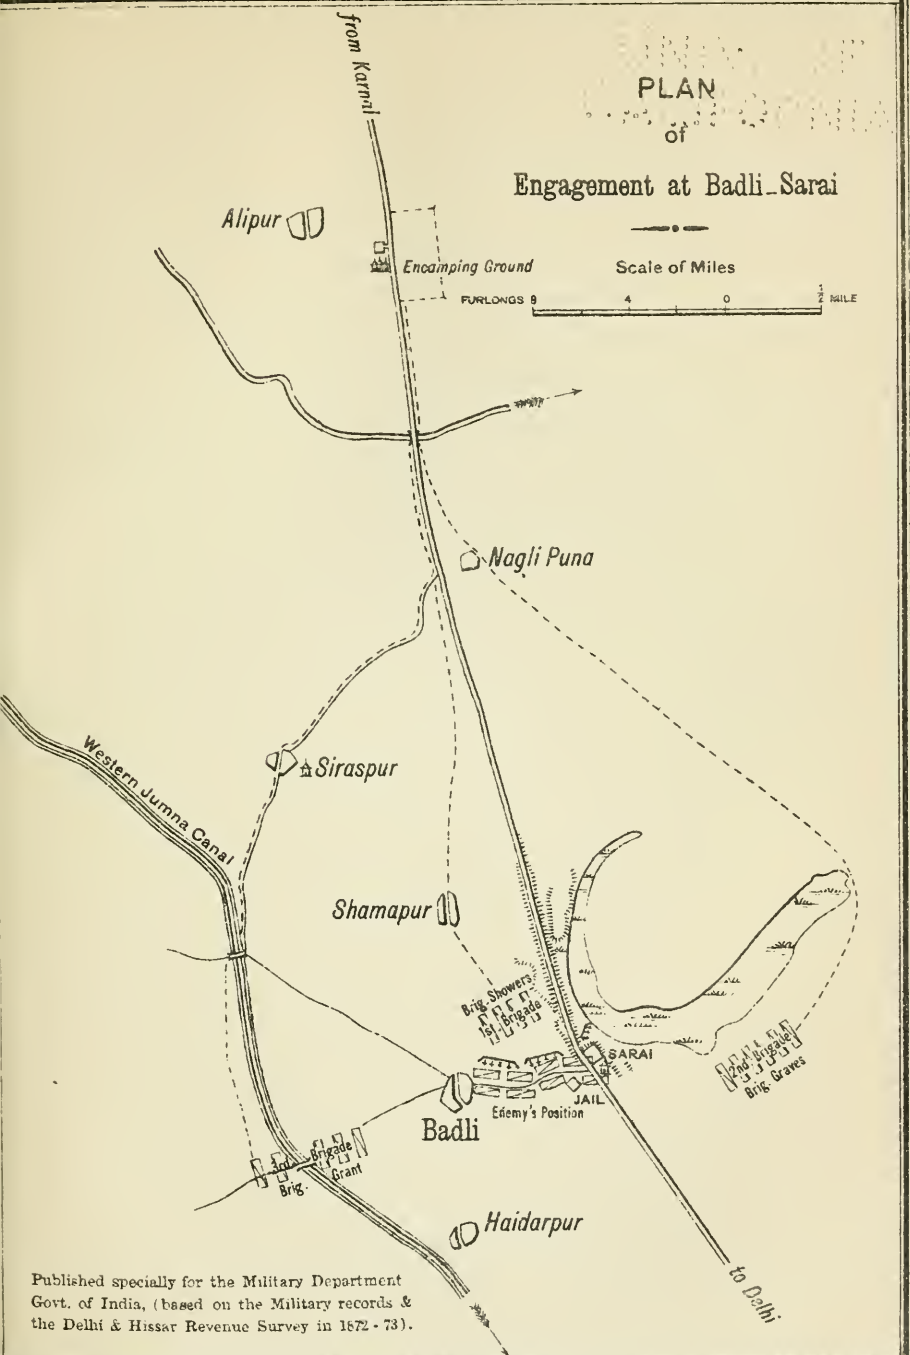 from Karnal
PLAN
of
Engagement at Badli-Sarai
Alipur
Encamping Ground
Scale of Miles
FURLONGS 8 4 0 1/2 MILE
Nagli Puna
Western Jumna Canal
Siraspur
Shamapur
Brig. Showers
1st Brigade
SARAI
2nd Brigade
Brig. Graves
JAIL
Enemy's Position
Badli
3rd Brigade
Brig. Grant
Haidarpur
to Delhi
Published specially for the Military Department
Govt. of India, (based on the Military records &
the Delhi & Hissar Revenue Survey in 1872-73).